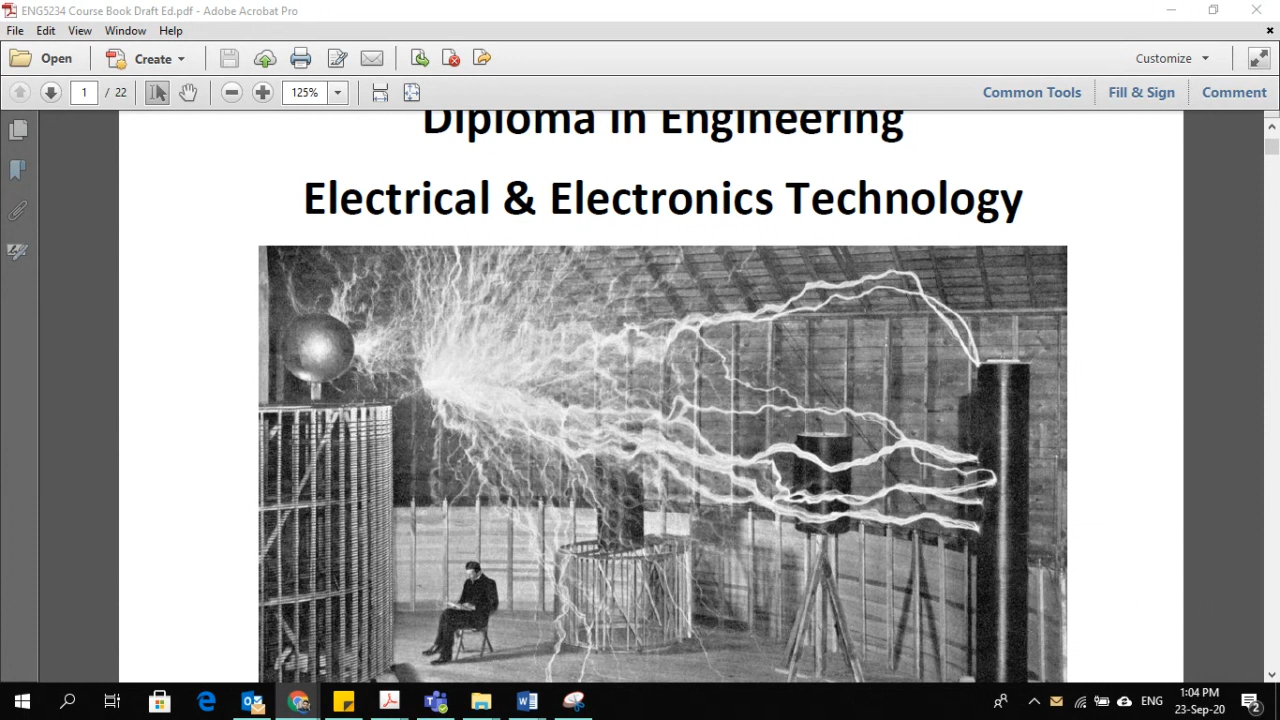 ENG5234 Course Book Draft Ed.pdf - Adobe Acrobat Pro
File Edit View Window Help
Open Create Customize
1 / 22 125% Common Tools Fill & Sign Comment
Diploma in Engineering
Electrical & Electronics Technology
ENG 1:04 PM
23-Sep-20 2